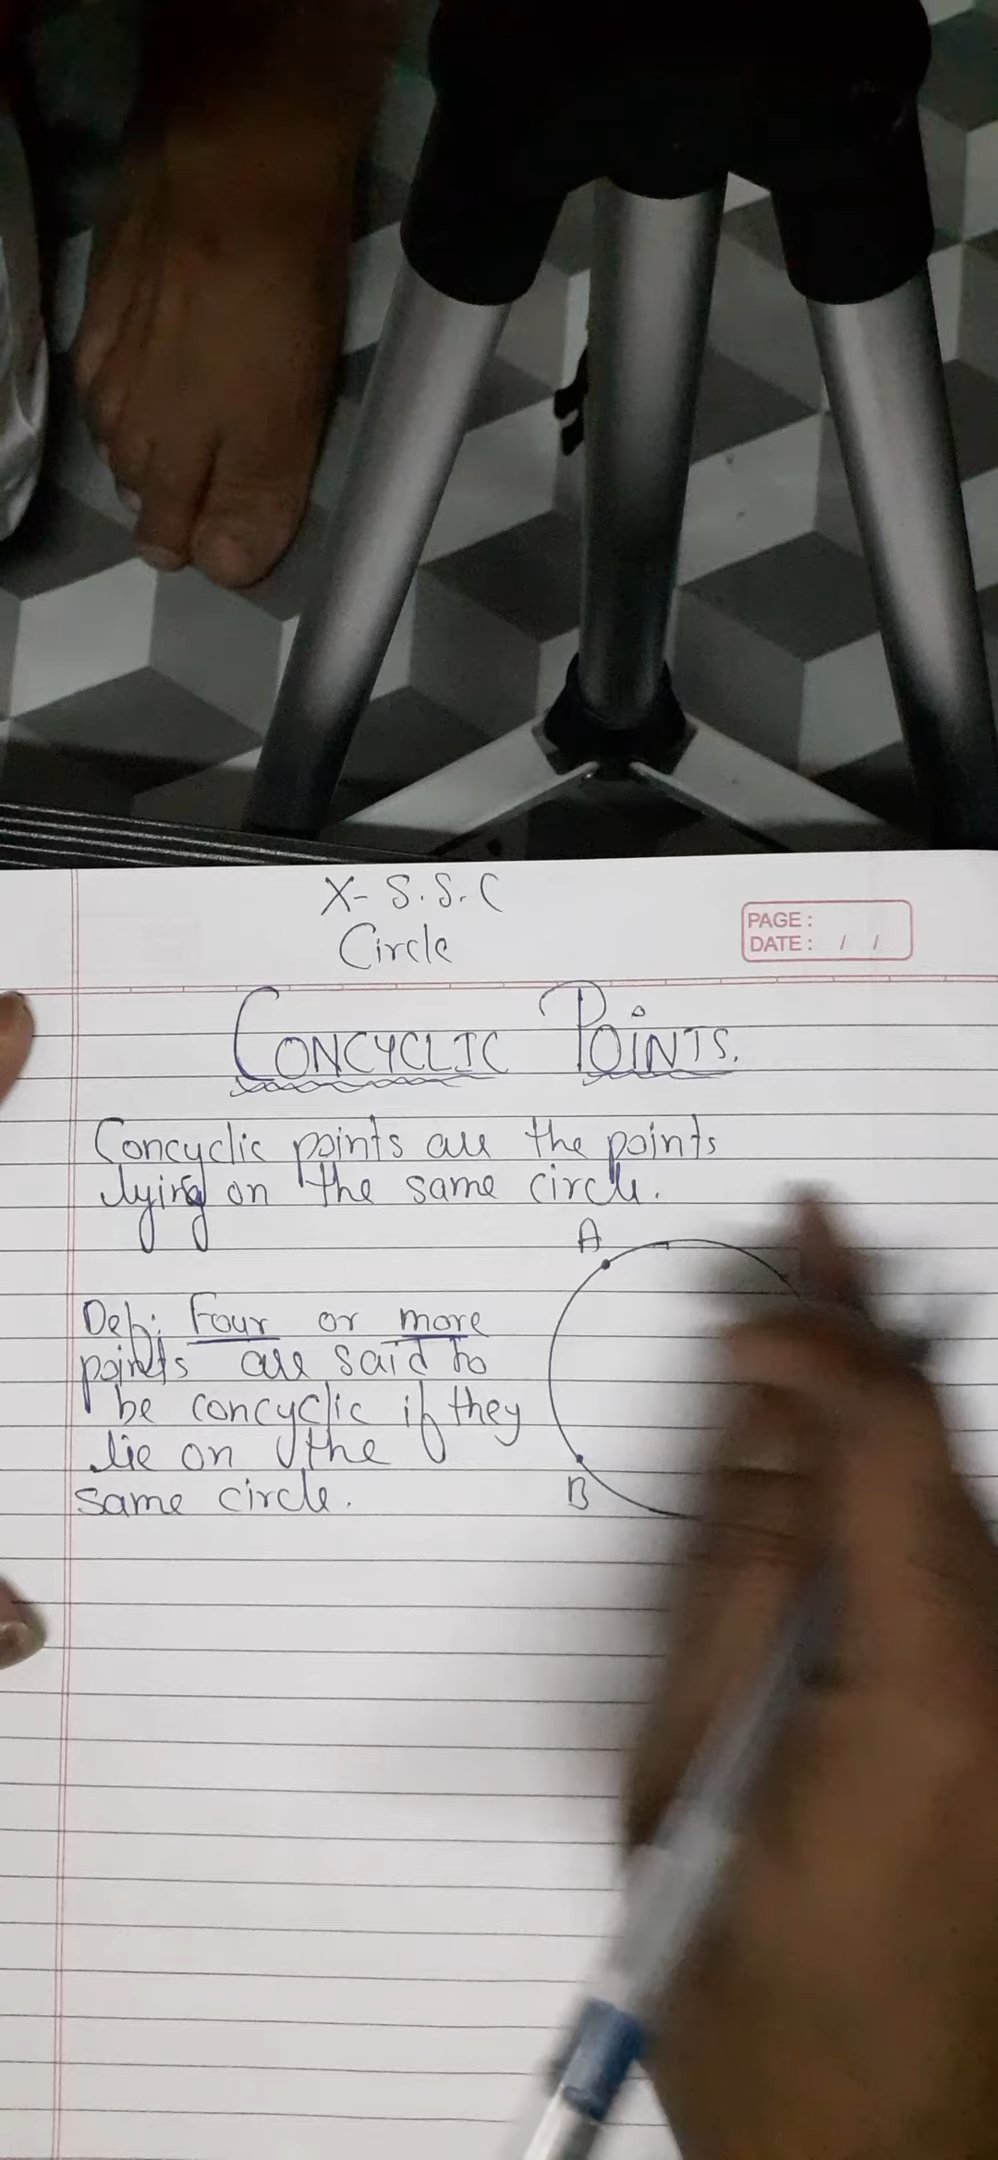 X- S.S.C
Circle
PAGE:
DATE: / /
CONCYCLIC POINTS.
Concyclic points are the points
lying on the same circle.
A
Def: Four or more
points are said to
be concyclic if they
lie on the
same circle.
B